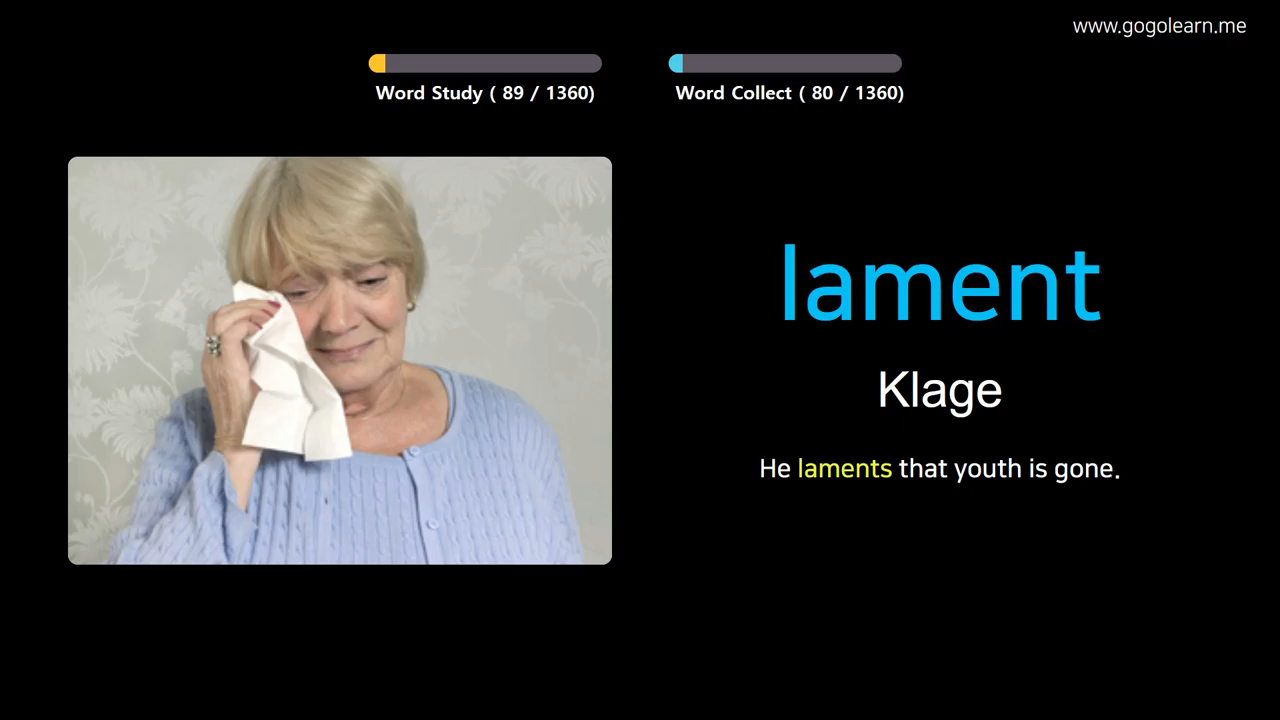 www.gogolearn.me
Word Study ( 89 / 1360)
Word Collect ( 80 / 1360)
lament
Klage
He laments that youth is gone.